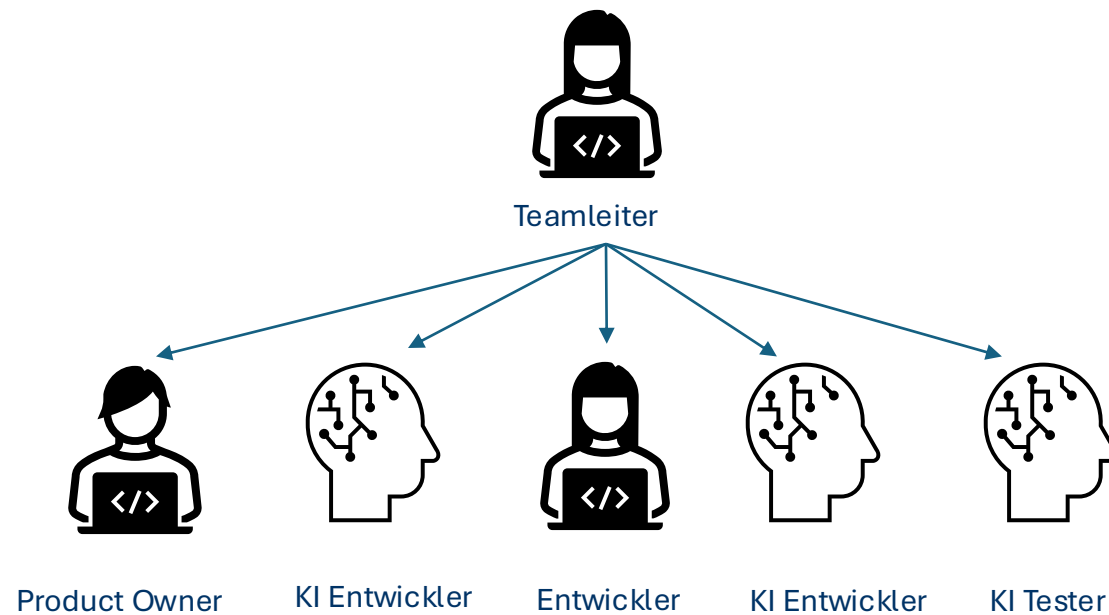 </>
Teamleiter
</>
</>
Product Owner
KI Entwickler
Entwickler
KI Entwickler
KI Tester